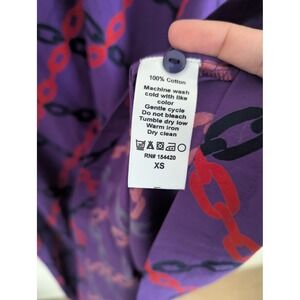 100% Cotton
Machine wash
cold with like
color
Gentle cycle
Do not bleach
Tumble dry low
Warm iron
Dry clean
RN# 154420
XS